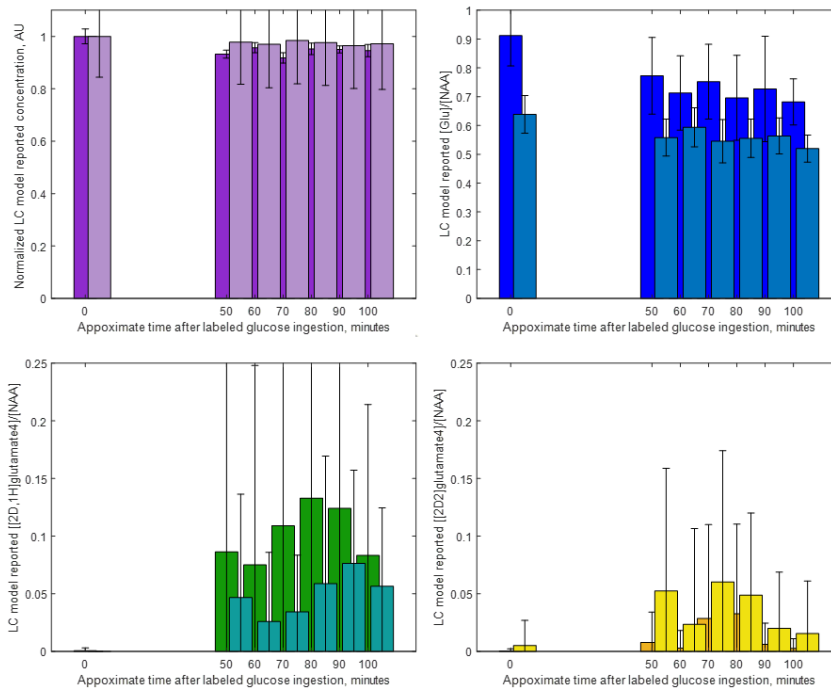 Normalized LC model reported concentration, AU
1
0.8
0.6
0.4
0.2
0
0 50 60 70 80 90 100
Appoximate time after labeled glucose ingestion, minutes
LC model reported [Glu]/[NAA]
1
0.9
0.8
0.7
0.6
0.5
0.4
0.3
0.2
0.1
0
0 50 60 70 80 90 100
Appoximate time after labeled glucose ingestion, minutes
LC model reported [[2D,1H]glutamate4]/[NAA]
0.25
0.2
0.15
0.1
0.05
0
0 50 60 70 80 90 100
Appoximate time after labeled glucose ingestion, minutes
LC model reported [[2D2]glutamate4]/[NAA]
0.25
0.2
0.15
0.1
0.05
0
0 50 60 70 80 90 100
Appoximate time after labeled glucose ingestion, minutes